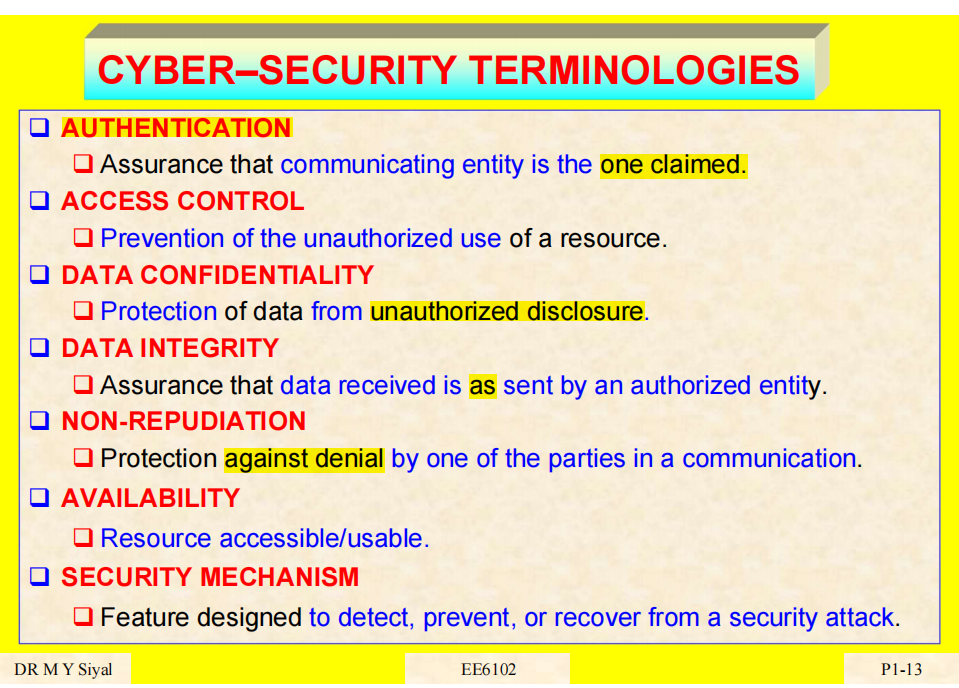 CYBER–SECURITY TERMINOLOGIES
❑ AUTHENTICATION
❑ Assurance that communicating entity is the one claimed.
❑ ACCESS CONTROL
❑ Prevention of the unauthorized use of a resource.
❑ DATA CONFIDENTIALITY
❑ Protection of data from unauthorized disclosure.
❑ DATA INTEGRITY
❑ Assurance that data received is as sent by an authorized entity.
❑ NON-REPUDIATION
❑ Protection against denial by one of the parties in a communication.
❑ AVAILABILITY
❑ Resource accessible/usable.
❑ SECURITY MECHANISM
❑ Feature designed to detect, prevent, or recover from a security attack.
DR M Y Siyal EE6102 P1-13